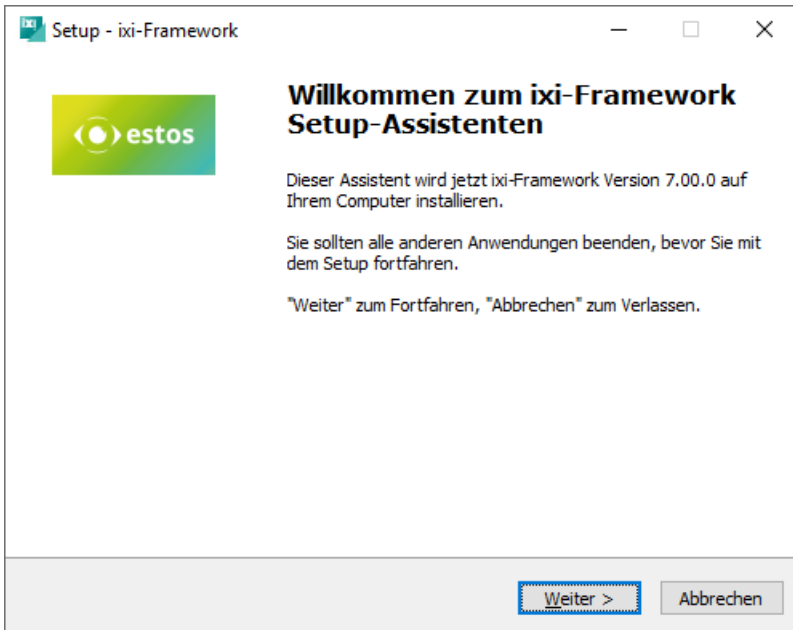 ixi
Setup - ixi-Framework
estos
Willkommen zum ixi-Framework
Setup-Assistenten
Dieser Assistent wird jetzt ixi-Framework Version 7.00.0 auf
Ihrem Computer installieren.
Sie sollten alle anderen Anwendungen beenden, bevor Sie mit
dem Setup fortfahren.
"Weiter" zum Fortfahren, "Abbrechen" zum Verlassen.
Weiter >
Abbrechen